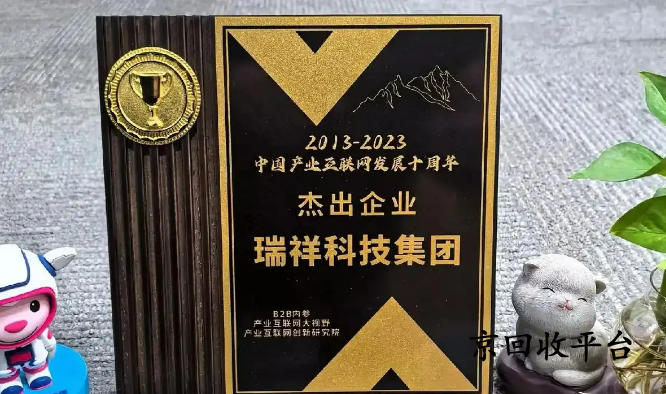 2013-2023
中国产业互联网发展十周年
杰出企业
瑞祥科技集团
B2B内参
产业互联网大视野
产业互联网创新研究院
京回收平台